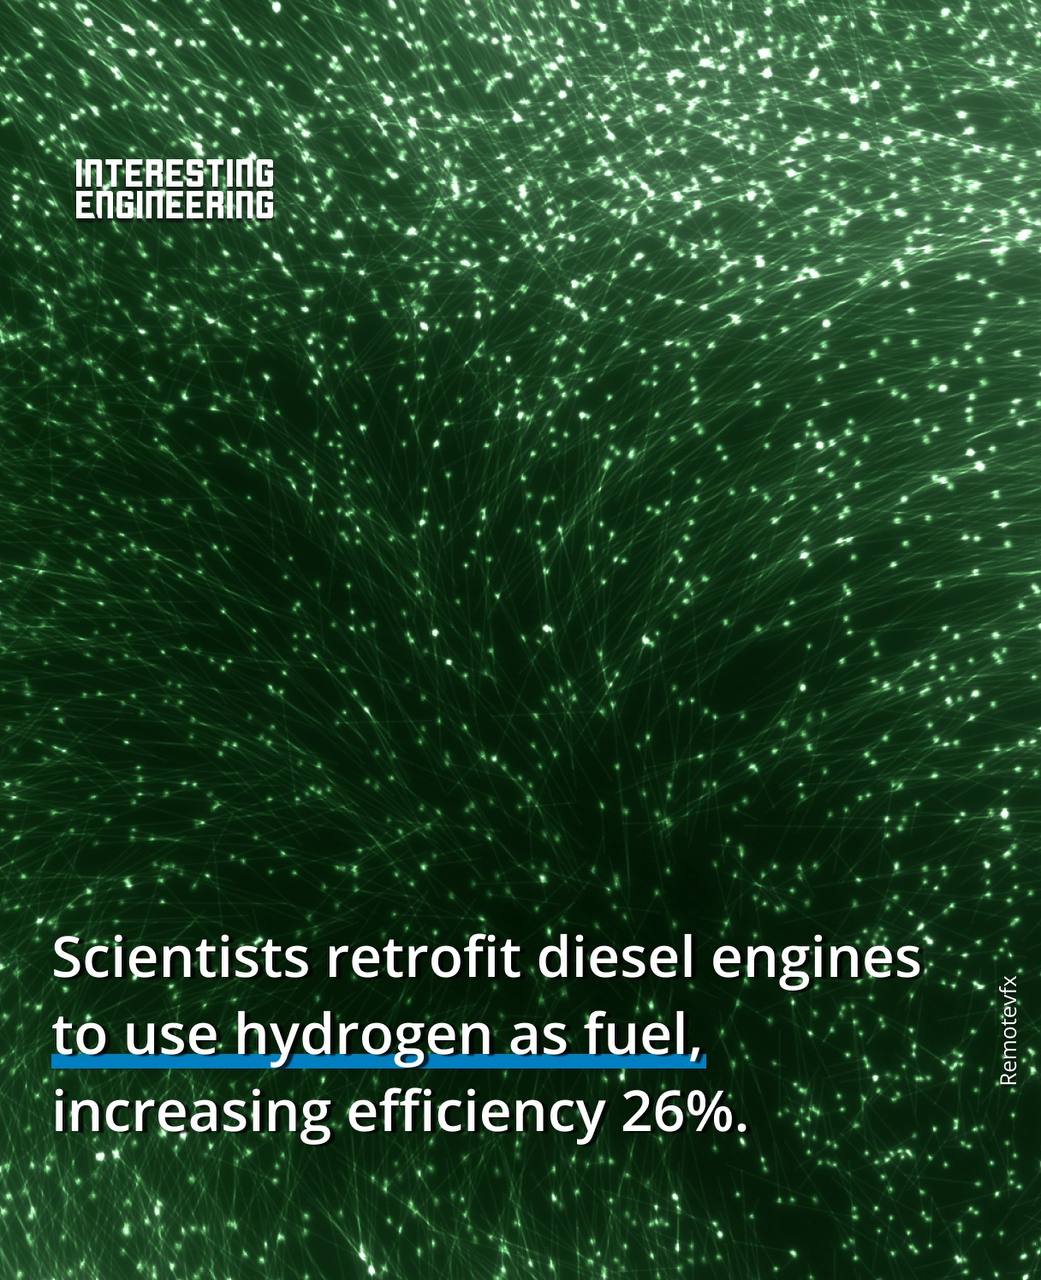 INTERESTING
ENGINEERING
Scientists retrofit diesel engines
to use hydrogen as fuel,
increasing efficiency 26%.
Remotevfx